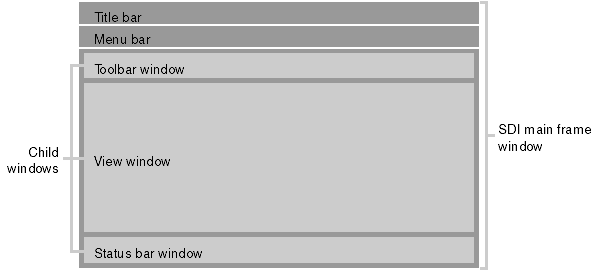 Title bar
Menu bar
Toolbar window
View window
Status bar window
Child
windows
SDI main frame
window